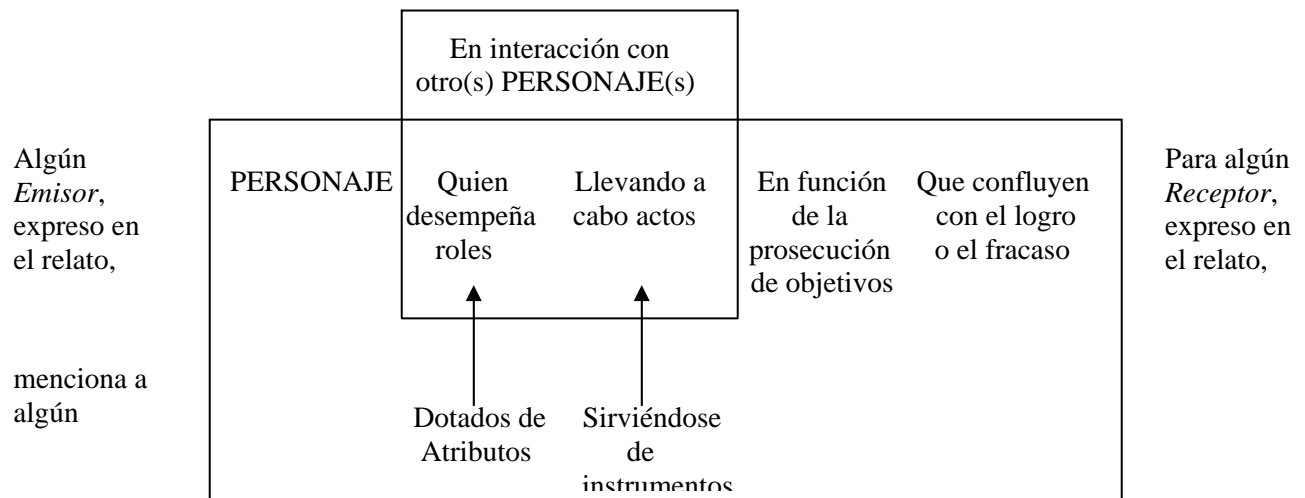 En interacción con
otro(s) PERSONAJE(s)
Algún
Emisor,
expreso en
el relato,
menciona a
algún
PERSONAJE
Quien
desempeña
roles
Dotados de
Atributos
Llevando a
cabo actos
Sirviéndose
de
instrumentos
En función
de la
prosecución
de objetivos
Que confluyen
con el logro
o el fracaso
Para algún
Receptor,
expreso en
el relato,